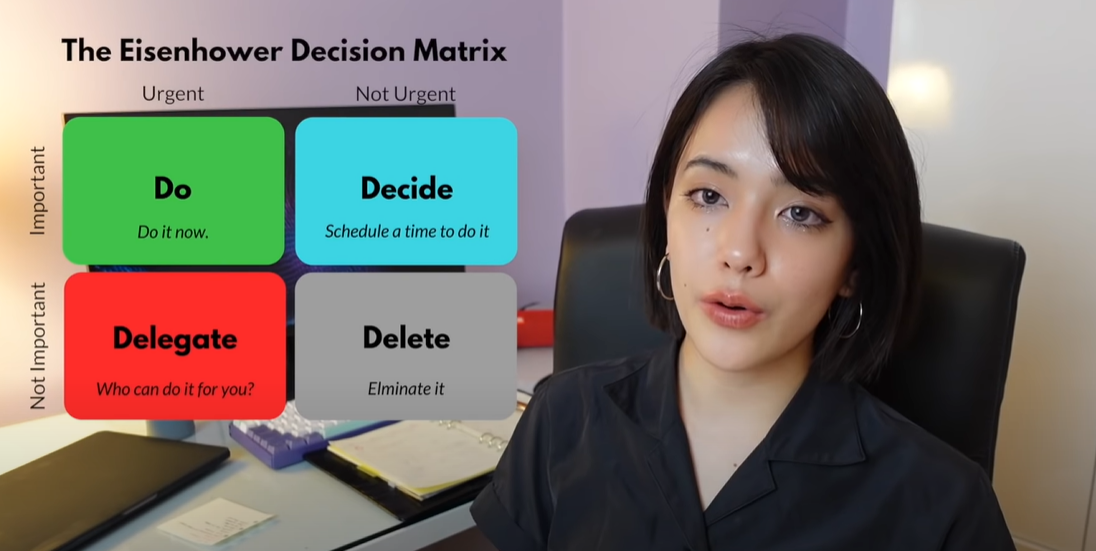 The Eisenhower Decision Matrix
Urgent Not Urgent
Important
Do
Do it now.
Decide
Schedule a time to do it
Not Important
Delegate
Who can do it for you?
Delete
Elminate it